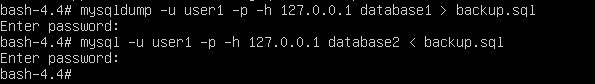 bash-4.4# mysqldump -u user1 -p -h 127.0.0.1 database1 > backup.sql
Enter password:
bash-4.4# mysql -u user1 -p -h 127.0.0.1 database2 < backup.sql
Enter password:
bash-4.4#